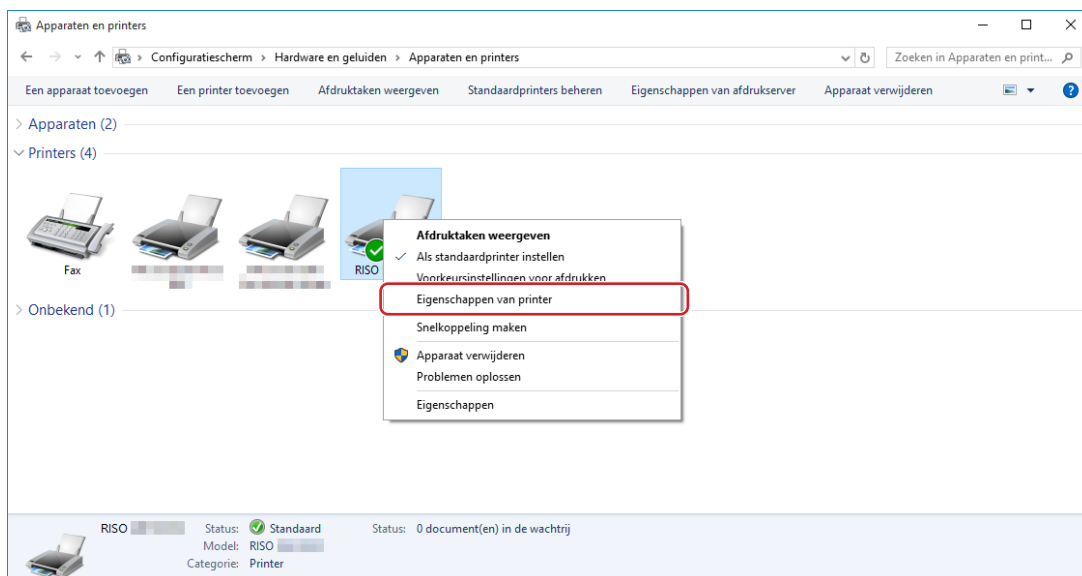 Apparaten en printers
Configuratiescherm > Hardware en geluiden > Apparaten en printers
Zoeken in Apparaten en print...
Een apparaat toevoegen Een printer toevoegen Afdruktaken weergeven Standaardprinters beheren Eigenschappen van afdrukserver Apparaat verwijderen
Apparaten (2)
Printers (4)
Fax
RISO
Afdruktaken weergeven
Als standaardprinter instellen
Voorkeursinstellingen voor afdrukken
Eigenschappen van printer
Snelkoppeling maken
Apparaat verwijderen
Problemen oplossen
Eigenschappen
Onbekend (1)
RISO Status: Standaard Status: 0 document(en) in de wachtrij
Model: RISO
Categorie: Printer